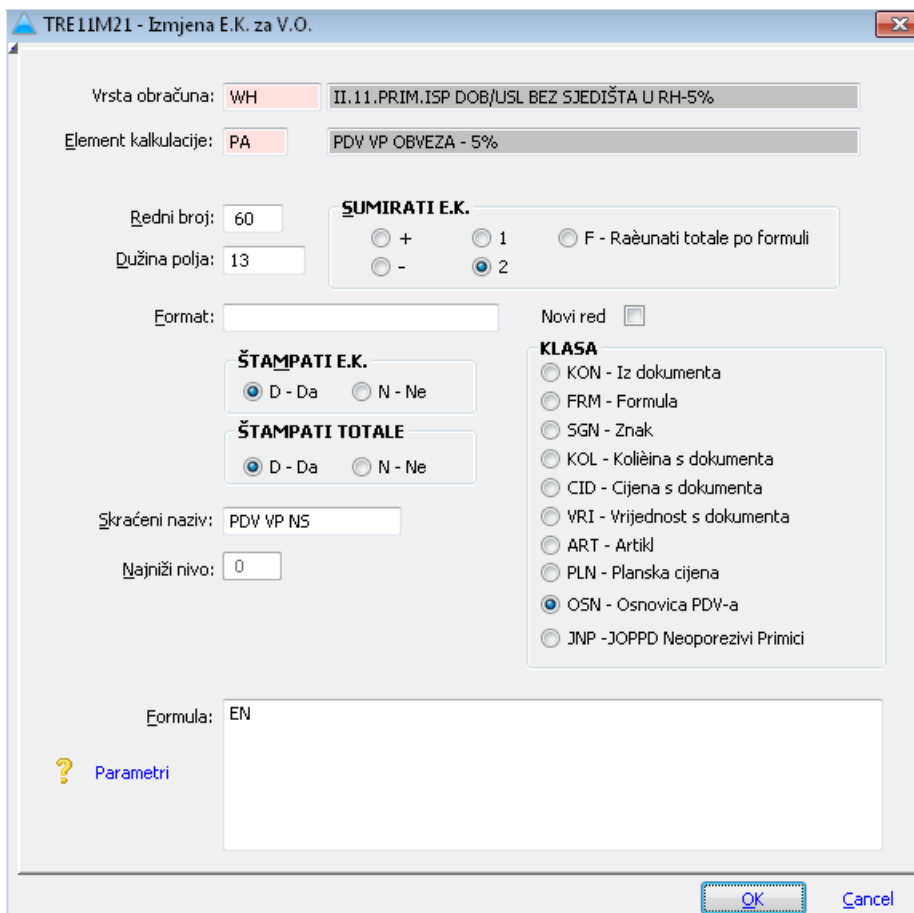 TRE11M21 - Izmjena E.K. za V.O.
Vrsta obračuna: WH II.11.PRIM.ISP DOB/USL BEZ SJEDIŠTA U RH-5%
Element kalkulacije: PA PDV VP OBVEZA - 5%
Redni broj: 60
Dužina polja: 13
SUMIRATI E.K.
+ 1 F - Raèunati totale po formuli
- 2
Format:
Novi red
ŠTAMPATI E.K.
D - Da N - Ne
ŠTAMPATI TOTALE
D - Da N - Ne
Skraćeni naziv: PDV VP NS
Najniži nivo: 0
KLASA
KON - Iz dokumenta
FRM - Formula
SGN - Znak
KOL - Kolièina s dokumenta
CID - Cijena s dokumenta
VRI - Vrijednost s dokumenta
ART - Artikl
PLN - Planska cijena
OSN - Osnovica PDV-a
JNP -JOPPD Neoporezivi Primici
Formula: EN
? Parametri
OK Cancel